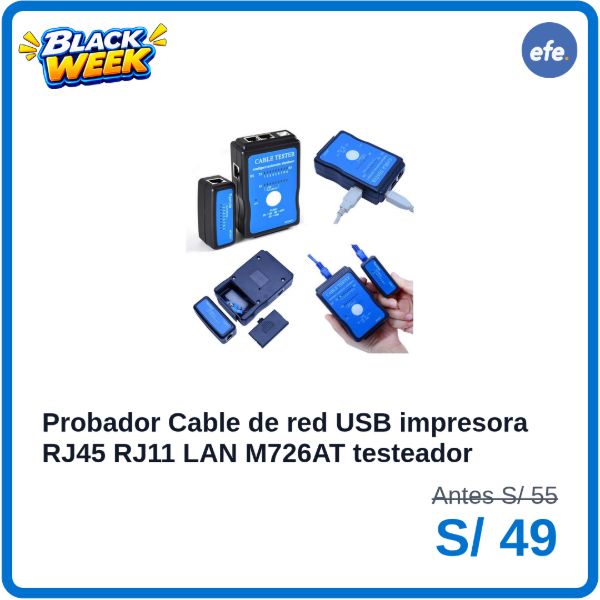 BLACK
WEEK
efe.
CABLE TESTER
Probador Cable de red USB impresora
RJ45 RJ11 LAN M726AT testeador
Antes S/ 55
S/ 49